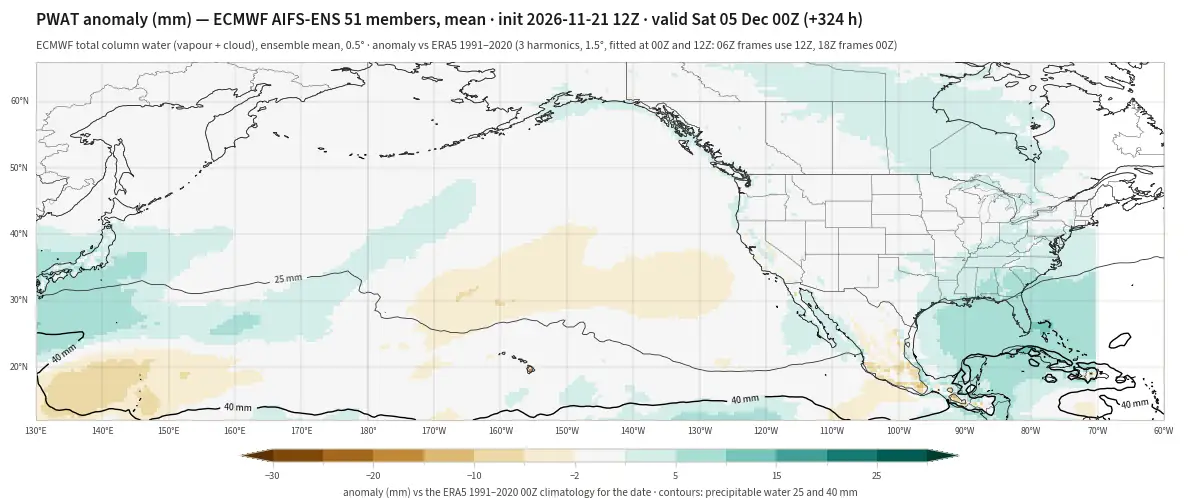 PWAT anomaly (mm) — ECMWF AIFS-ENS 51 members, mean · init 2026-11-21 12Z · valid Sat 05 Dec 00Z (+324 h)
ECMWF total column water (vapour + cloud), ensemble mean, 0.5° · anomaly vs ERA5 1991–2020 (3 harmonics, 1.5°, fitted at 00Z and 12Z: 06Z frames use 12Z, 18Z frames 00Z)
60°N
50°N
40°N
25 mm
30°N
40 mm
20°N
40 mm
40 mm
40 mm
130°E 140°E 150°E 160°E 170°E 180° 170°W 160°W 150°W 140°W 130°W 120°W 110°W 100°W 90°W 80°W 70°W 60°W
−30 −20 −10 −2 5 15 25
anomaly (mm) vs the ERA5 1991–2020 00Z climatology for the date · contours: precipitable water 25 and 40 mm